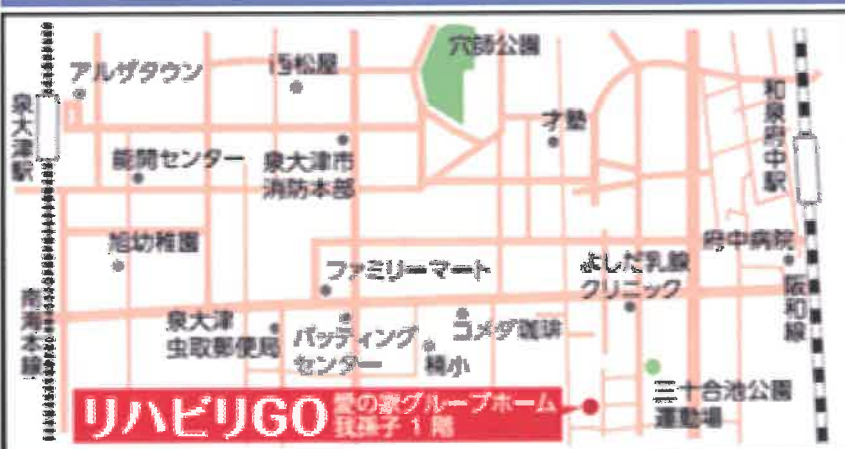 穴師公園
アルザタウン
西松屋
泉大津駅
和泉府中駅
才塾
能開センター
泉大津市
消防本部
旭幼稚園
府中病院
ファミリーマート
よしだ乳腺
クリニック
南海本線
阪和線
泉大津
虫取郵便局
バッティング
センター
コメダ珈琲
楠小
三十合池公園
運動場
リハビリGO
愛の家グループホーム
我孫子 1 階